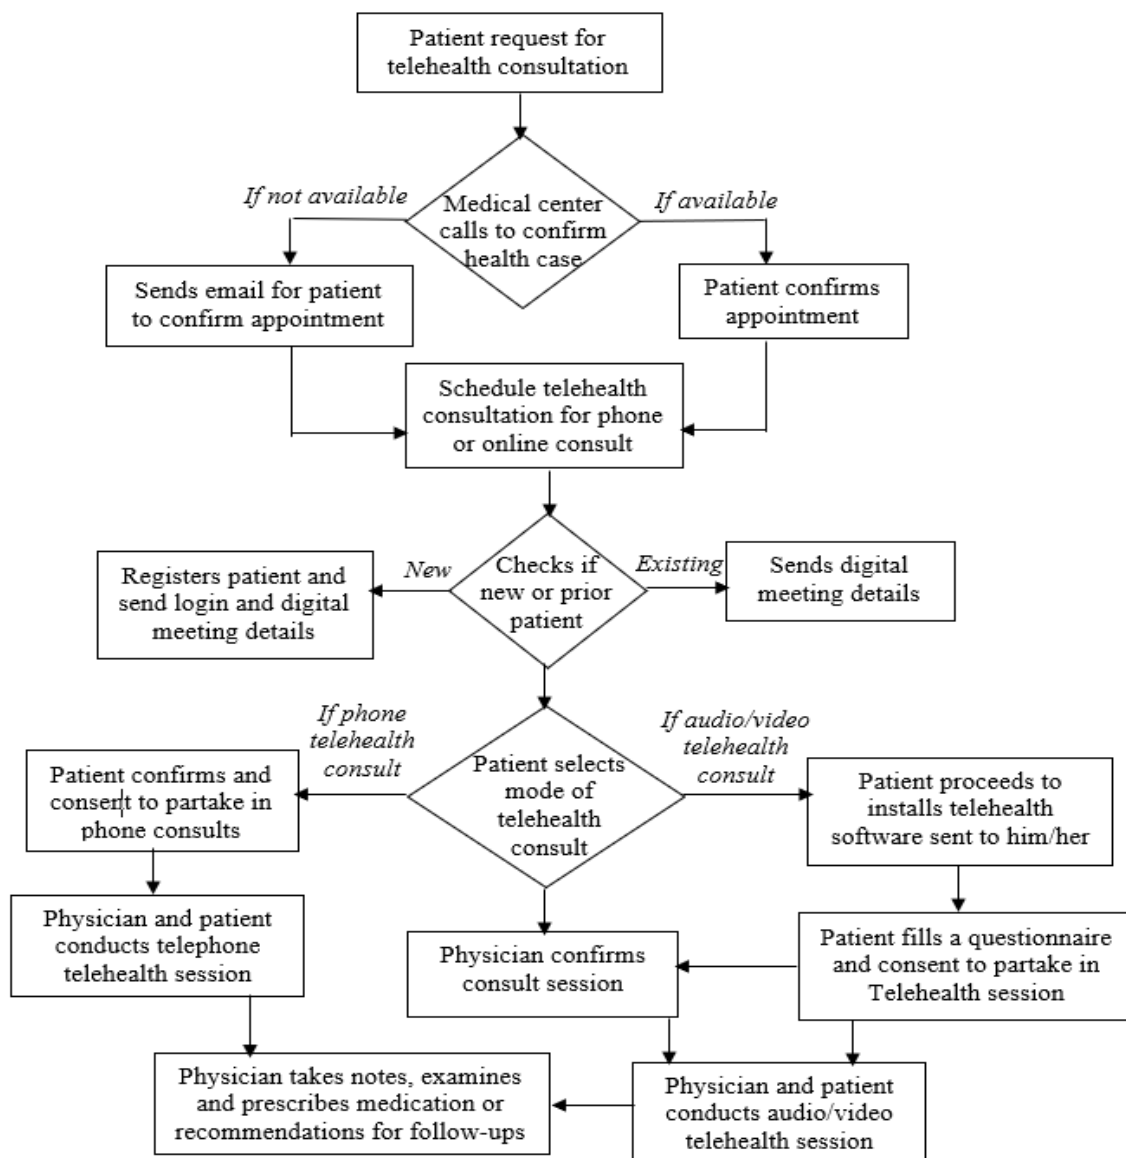 Patient request for
telehealth consultation
If not available
If available
Medical center
calls to confirm
health case
Sends email for patient
to confirm appointment
Patient confirms
appointment
Schedule telehealth
consultation for phone
or online consult
New
Existing
Checks if
new or prior
patient
Registers patient and
send login and digital
meeting details
Sends digital
meeting details
If phone
telehealth
consult
If audio/video
telehealth
consult
Patient selects
mode of
telehealth
consult
Patient confirms and
consent to partake in
phone consults
Patient proceeds to
installs telehealth
software sent to him/her
Physician and patient
conducts telephone
telehealth session
Physician confirms
consult session
Patient fills a questionnaire
and consent to partake in
Telehealth session
Physician takes notes, examines
and prescribes medication or
recommendations for follow-ups
Physician and patient
conducts audio/video
telehealth session